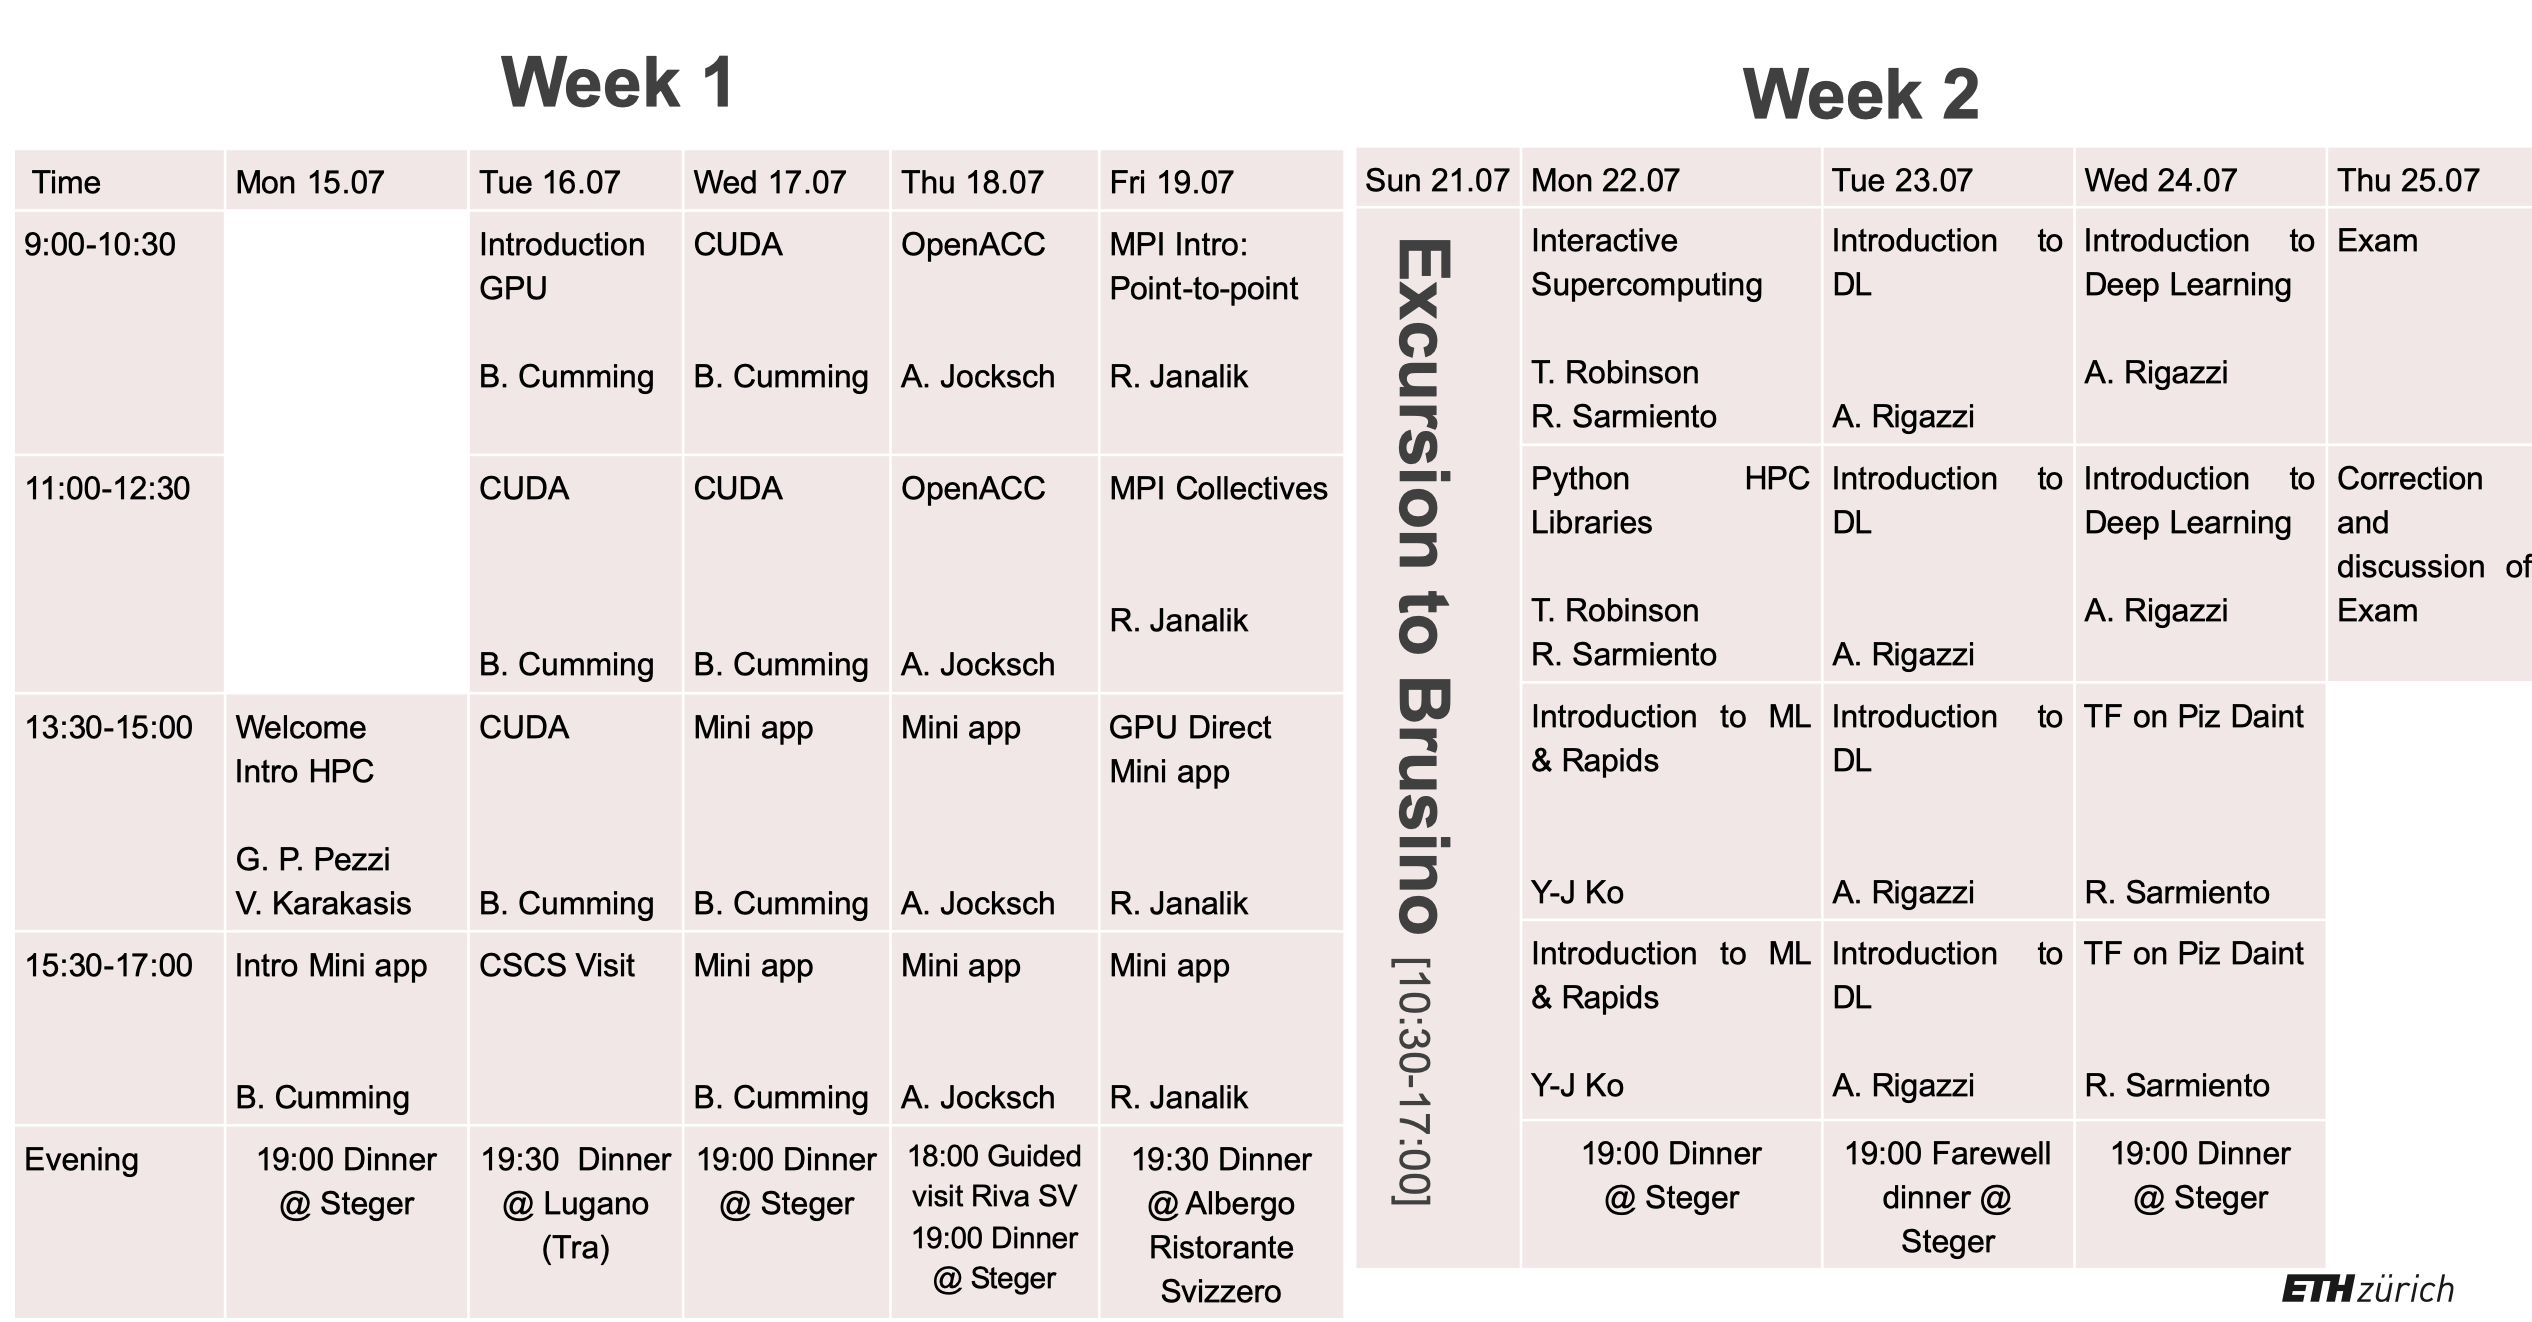 Week 1
Time
Mon 15.07
Tue 16.07
Wed 17.07
Thu 18.07
Fri 19.07
9:00-10:30
Introduction
GPU
B. Cumming
CUDA
B. Cumming
OpenACC
A. Jocksch
MPI Intro:
Point-to-point
R. Janalik
11:00-12:30
CUDA
B. Cumming
CUDA
B. Cumming
OpenACC
A. Jocksch
MPI Collectives
R. Janalik
13:30-15:00
Welcome
Intro HPC
G. P. Pezzi
V. Karakasis
CUDA
B. Cumming
Mini app
B. Cumming
Mini app
A. Jocksch
GPU Direct
Mini app
R. Janalik
15:30-17:00
Intro Mini app
B. Cumming
CSCS Visit
Mini app
B. Cumming
Mini app
A. Jocksch
Mini app
R. Janalik
Evening
19:00 Dinner
@ Steger
19:30 Dinner
@ Lugano
(Tra)
19:00 Dinner
@ Steger
18:00 Guided
visit Riva SV
19:00 Dinner
@ Steger
19:30 Dinner
@ Albergo
Ristorante
Svizzero
Week 2
Sun 21.07
Mon 22.07
Tue 23.07
Wed 24.07
Thu 25.07
Excursion to Brusino [10:30-17:00]
Interactive
Supercomputing
T. Robinson
R. Sarmiento
Introduction to
DL
A. Rigazzi
Introduction to
Deep Learning
A. Rigazzi
Exam
Python HPC
Libraries
T. Robinson
R. Sarmiento
Introduction to
DL
A. Rigazzi
Introduction to
Deep Learning
A. Rigazzi
Correction
and
discussion of
Exam
Introduction to ML
& Rapids
Y-J Ko
Introduction to
DL
A. Rigazzi
TF on Piz Daint
R. Sarmiento
Introduction to ML
& Rapids
Y-J Ko
Introduction to
DL
A. Rigazzi
TF on Piz Daint
R. Sarmiento
19:00 Dinner
@ Steger
19:00 Farewell
dinner @
Steger
19:00 Dinner
@ Steger
ETH zürich